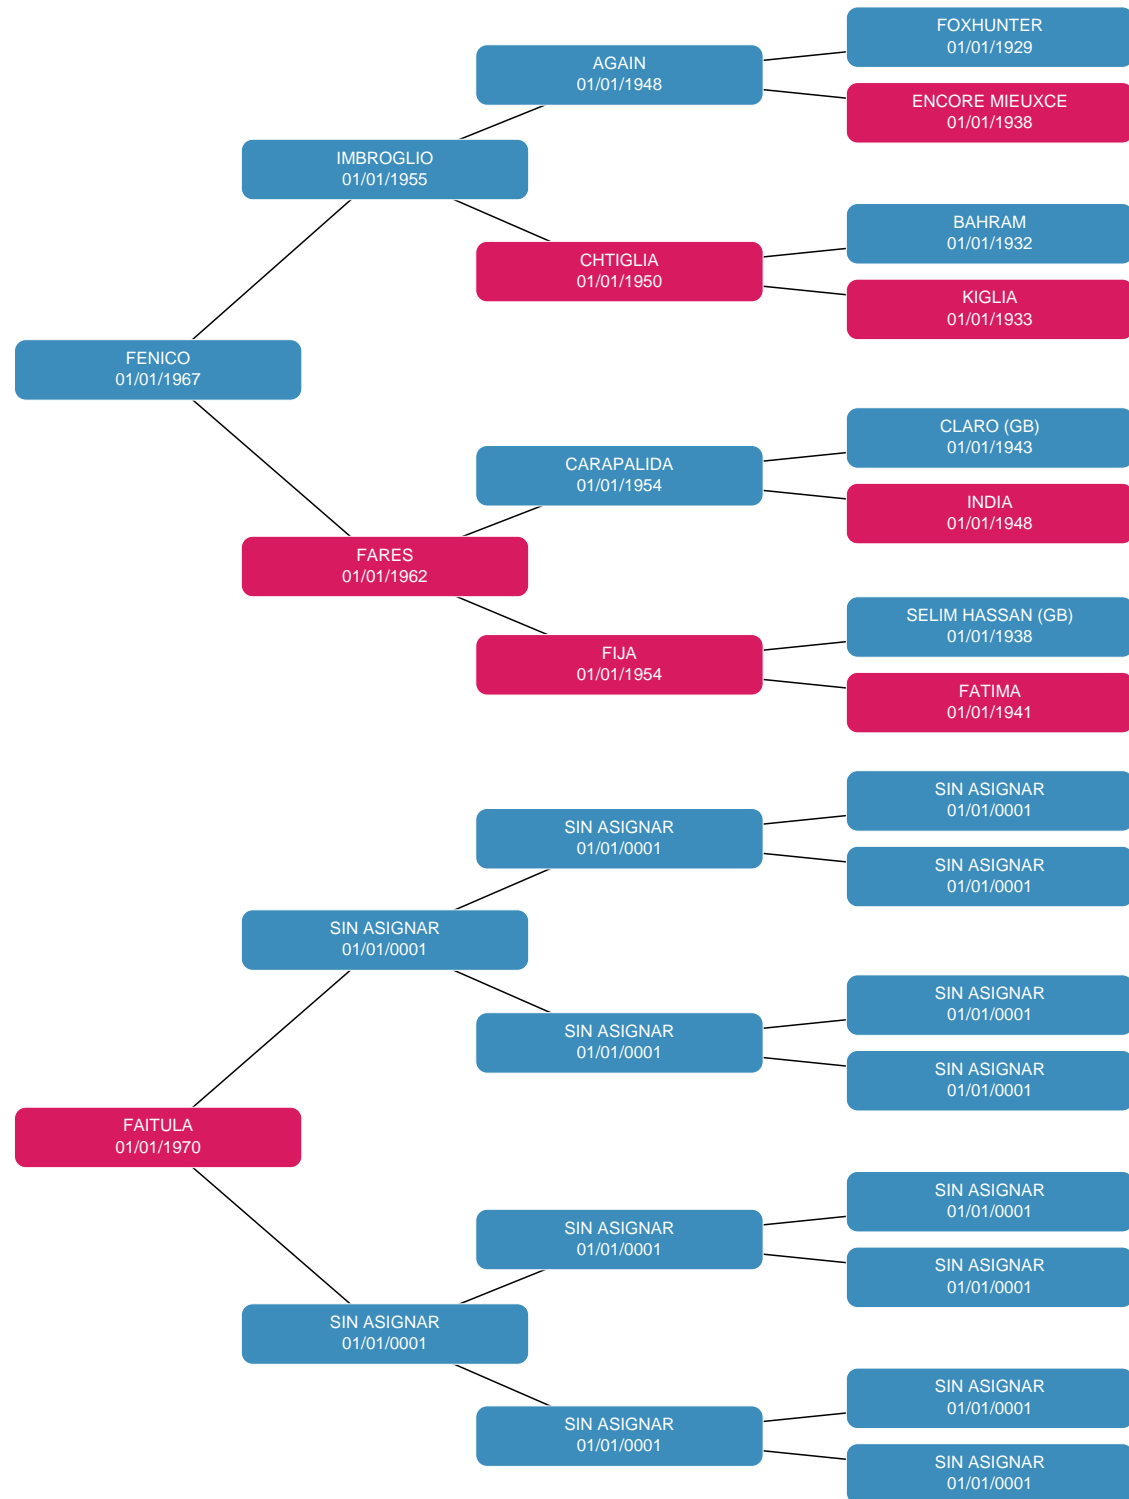 FOXHUNTER
01/01/1929
AGAIN
01/01/1948
ENCORE MIEUXCE
01/01/1938
IMBROGLIO
01/01/1955
BAHRAM
01/01/1932
CHTIGLIA
01/01/1950
KIGLIA
01/01/1933
FENICO
01/01/1967
CLARO (GB)
01/01/1943
CARAPALIDA
01/01/1954
INDIA
01/01/1948
FARES
01/01/1962
SELIM HASSAN (GB)
01/01/1938
FIJA
01/01/1954
FATIMA
01/01/1941
SIN ASIGNAR
01/01/0001
SIN ASIGNAR
01/01/0001
SIN ASIGNAR
01/01/0001
SIN ASIGNAR
01/01/0001
SIN ASIGNAR
01/01/0001
SIN ASIGNAR
01/01/0001
SIN ASIGNAR
01/01/0001
FAITULA
01/01/1970
SIN ASIGNAR
01/01/0001
SIN ASIGNAR
01/01/0001
SIN ASIGNAR
01/01/0001
SIN ASIGNAR
01/01/0001
SIN ASIGNAR
01/01/0001
SIN ASIGNAR
01/01/0001
SIN ASIGNAR
01/01/0001